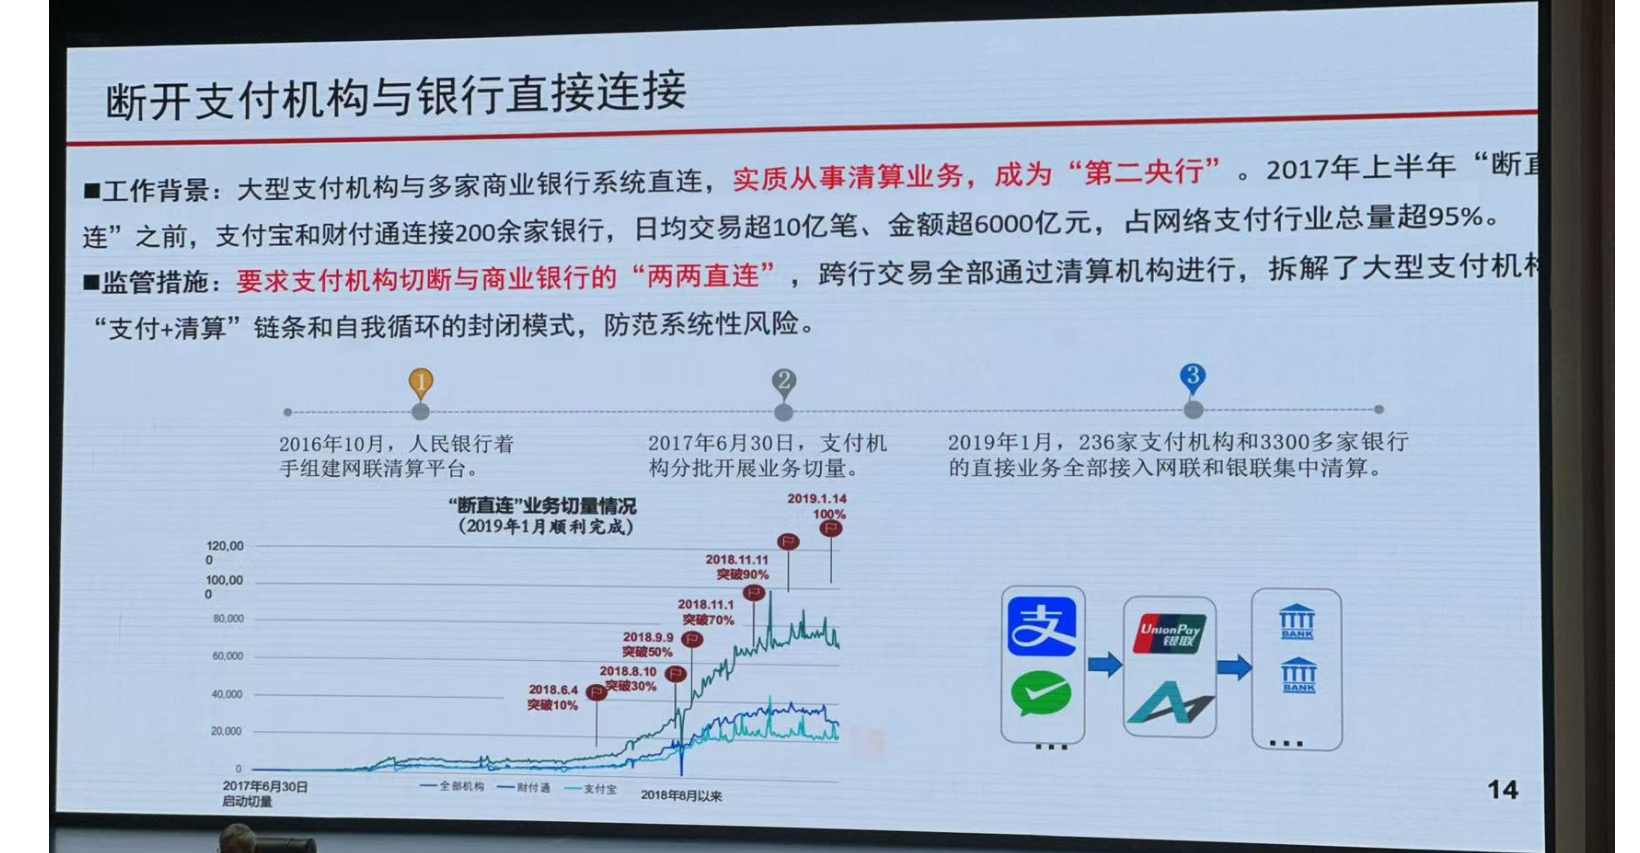 断开支付机构与银行直接连接
■工作背景：大型支付机构与多家商业银行系统直连，实质从事清算业务，成为“第二央行”。2017年上半年“断直
连”之前，支付宝和财付通连接200余家银行，日均交易超10亿笔、金额超6000亿元，占网络支付行业总量超95%。
■监管措施：要求支付机构切断与商业银行的“两两直连”，跨行交易全部通过清算机构进行，拆解了大型支付机构
“支付+清算”链条和自我循环的封闭模式，防范系统性风险。
1
2
3
2016年10月，人民银行着
手组建网联清算平台。
2017年6月30日，支付机
构分批开展业务切量。
2019年1月，236家支付机构和3300多家银行
的直接业务全部接入网联和银联集中清算。
“断直连”业务切量情况
（2019年1月顺利完成）
2019.1.14
100%
2018.11.11
突破90%
2018.11.1
突破70%
2018.9.9
突破50%
2018.8.10
突破30%
2018.6.4
突破10%
120,00
0
100,00
0
80,000
60,000
40,000
20,000
0
2017年6月30日
启动切量
全部机构 财付通 支付宝
2018年8月以来
支
UnionPay
银联
BANK
BANK
...
...
14